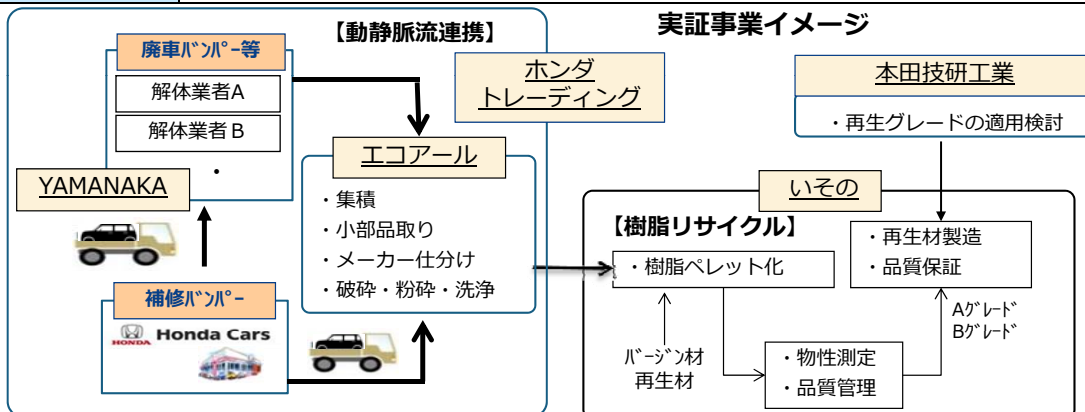 実証事業イメージ
【動静脈流連携】
廃車ﾊﾞﾝﾊﾟｰ等
解体業者A
解体業者Ｂ
・
YAMANAKA
補修ﾊﾞﾝﾊﾟｰ
HONDA Honda Cars
エコアール
・集積
・小部品取り
・メーカー仕分け
・破砕・粉砕・洗浄
ホンダ
トレーディング
本田技研工業
・再生グレードの適用検討
いその
【樹脂リサイクル】
・樹脂ペレット化
・再生材製造
・品質保証
ﾊﾞｰｼﾞﾝ材
再生材
・物性測定
・品質管理
Aｸﾞﾚｰﾄﾞ
Bｸﾞﾚｰﾄﾞ